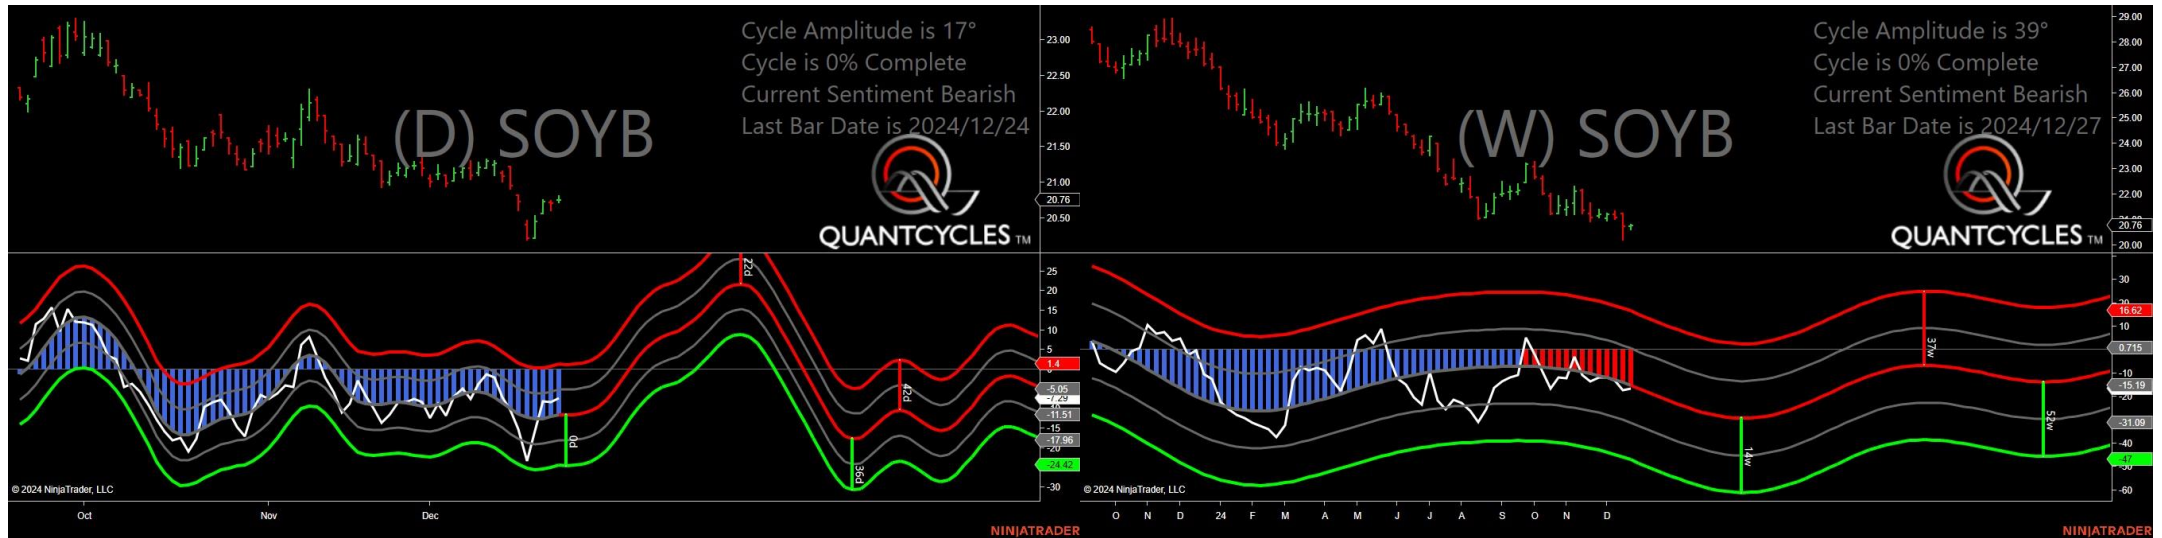 Cycle Amplitude is 17°
Cycle is 0% Complete
Current Sentiment Bearish
Last Bar Date is 2024/12/24
(D) SOYB
QUANTCYCLES TM
23.00
22.50
22.00
21.50
21.00
20.76
20.50
22d
0d
36d
42d
25
20
15
10
5
1.4
-5.05
-7.29
-11.51
-15
-17.96
-20
-24.42
-30
© 2024 NinjaTrader, LLC
Oct Nov Dec
NINJATRADER
Cycle Amplitude is 39°
Cycle is 0% Complete
Current Sentiment Bearish
Last Bar Date is 2024/12/27
(W) SOYB
QUANTCYCLES TM
29.00
28.00
27.00
26.00
25.00
24.00
23.00
22.00
21.00
20.76
20.00
14w
37w
52w
30
20
16.62
10
0.715
-10
-15.19
-20
-31.09
-40
-47
-50
-60
© 2024 NinjaTrader, LLC
O N D 24 F M A M J J A S O N D
NINJATRADER